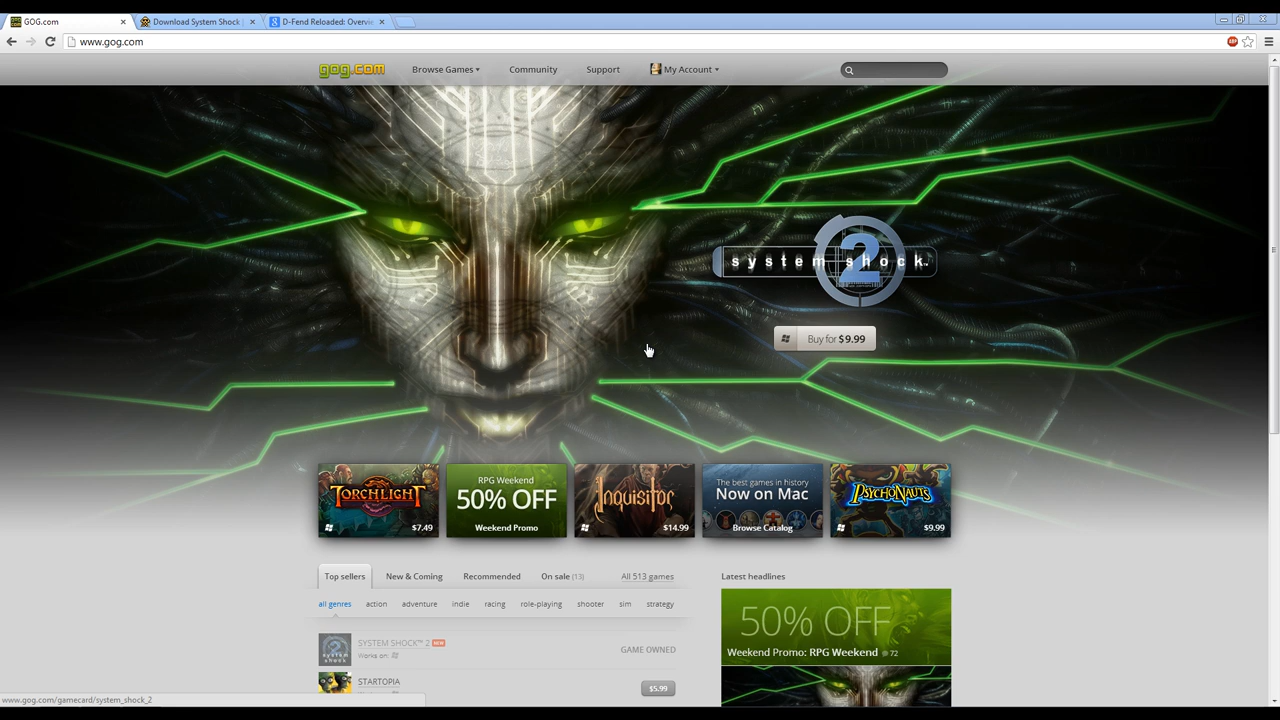 GOG.com
Download System Shock |
D-Fend Reloaded: Overvie
www.gog.com
ABP
gog.com
Browse Games
Community
Support
My Account
system shock
2
Buy for $9.99
TORCHLIGHT
$7.49
RPG Weekend
50% OFF
Weekend Promo
Inquisitor
$14.99
The best games in history
Now on Mac
Browse Catalog
PSYCHONAUTS
$9.99
Top sellers
New & Coming
Recommended
On sale (13)
All 513 games
all genres
action
adventure
indie
racing
role-playing
shooter
sim
strategy
system
2
shock
SYSTEM SHOCK™ 2 NEW
Works on:
GAME OWNED
STARTOPIA
$5.99
Latest headlines
50% OFF
Weekend Promo: RPG Weekend 72
www.gog.com/gamecard/system_shock_2